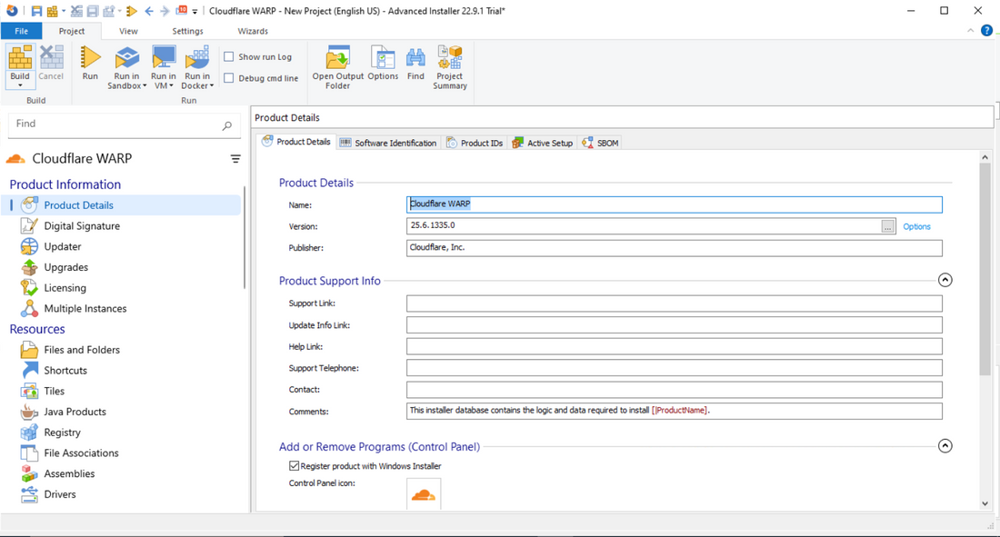 Cloudflare WARP - New Project (English US) - Advanced Installer 22.9.1 Trial*
File Project View Settings Wizards
Build Cancel Run Run in Sandbox Run in VM Run in Docker Show run Log Debug cmd line Open Output Folder Options Find Project Summary
Build Run
Find
Cloudflare WARP
Product Information
Product Details
Digital Signature
Updater
Upgrades
Licensing
Multiple Instances
Resources
Files and Folders
Shortcuts
Tiles
Java Products
Registry
File Associations
Assemblies
Drivers
Product Details
Product Details Software Identification Product IDs Active Setup SBOM
Product Details
Name: Cloudflare WARP
Version: 25.6.1335.0 ... Options
Publisher: Cloudflare, Inc.
Product Support Info
Support Link:
Update Info Link:
Help Link:
Support Telephone:
Contact:
Comments: This installer database contains the logic and data required to install [|ProductName].
Add or Remove Programs (Control Panel)
Register product with Windows Installer
Control Panel icon: